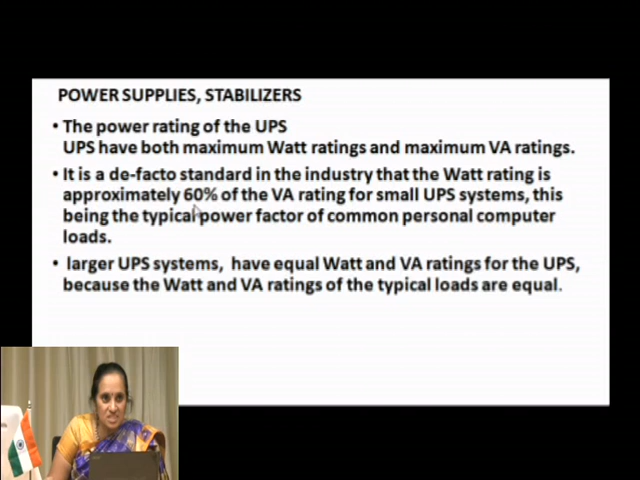 POWER SUPPLIES, STABILIZERS
• The power rating of the UPS
UPS have both maximum Watt ratings and maximum VA ratings.
• It is a de-facto standard in the industry that the Watt rating is
approximately 60% of the VA rating for small UPS systems, this
being the typical power factor of common personal computer
loads.
• larger UPS systems, have equal Watt and VA ratings for the UPS,
because the Watt and VA ratings of the typical loads are equal.